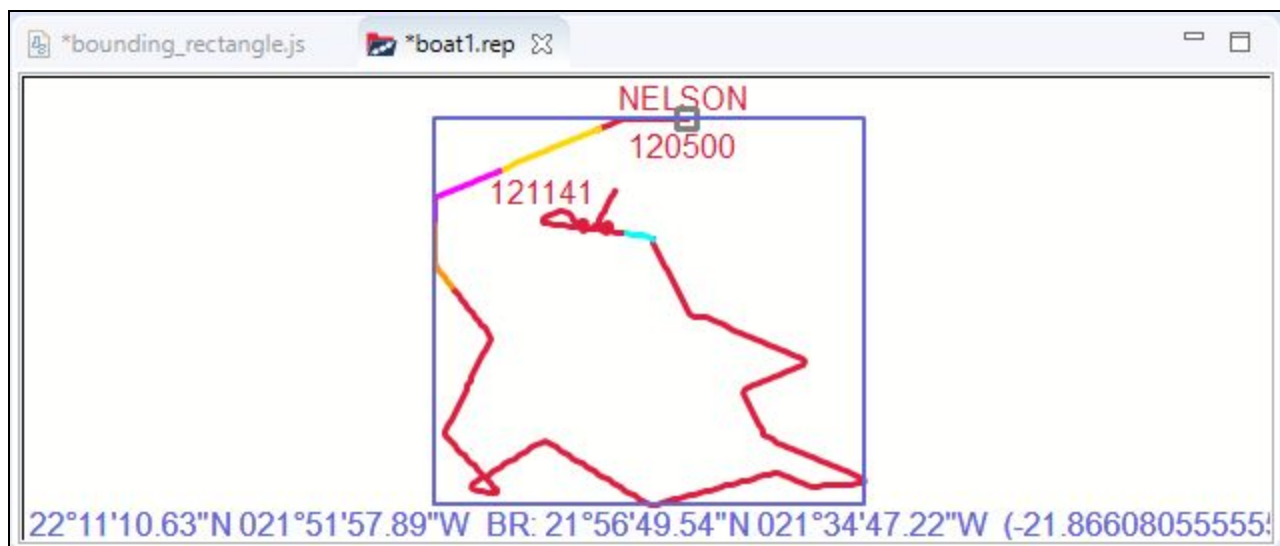 *bounding_rectangle.js *boat1.rep
NELSON
120500
121141
22°11'10.63"N 021°51'57.89"W BR: 21°56'49.54"N 021°34'47.22"W (-21.866080555555